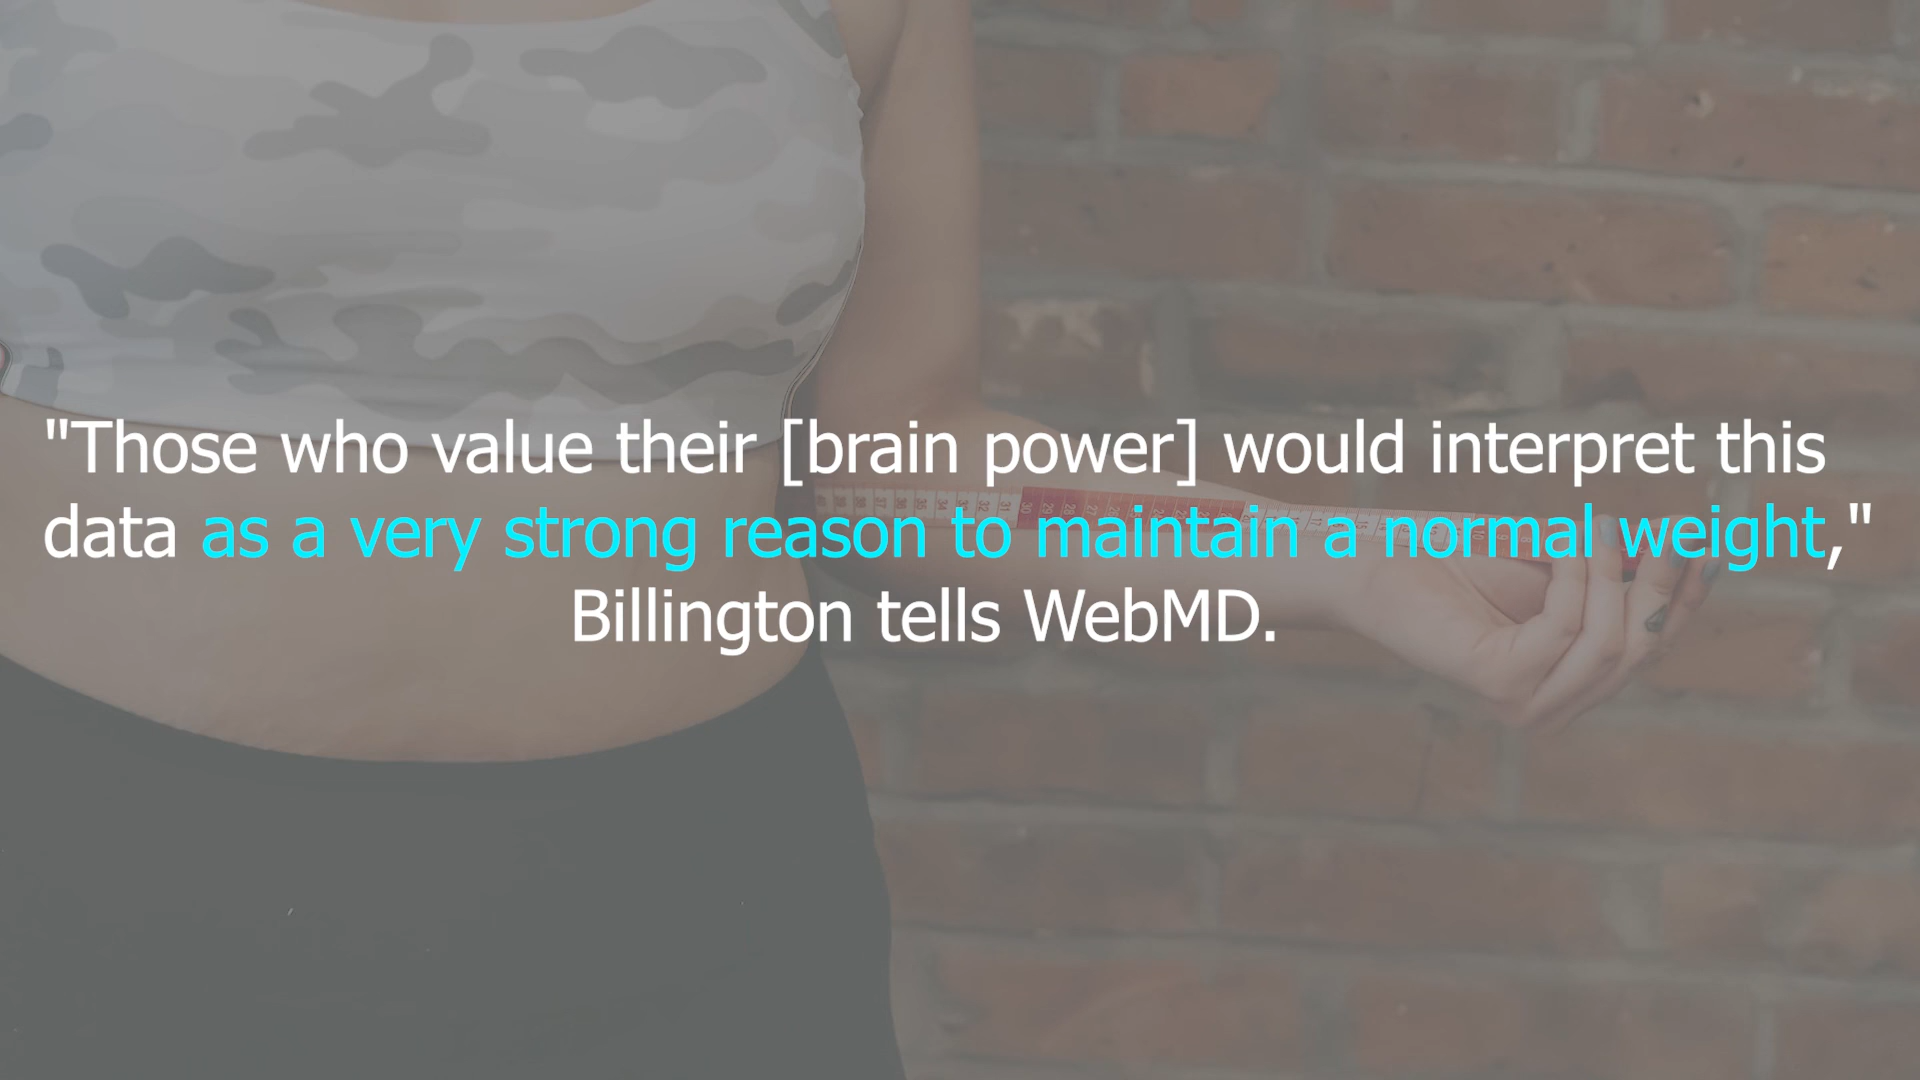 "Those who value their [brain power] would interpret this
data as a very strong reason to maintain a normal weight,"
Billington tells WebMD.